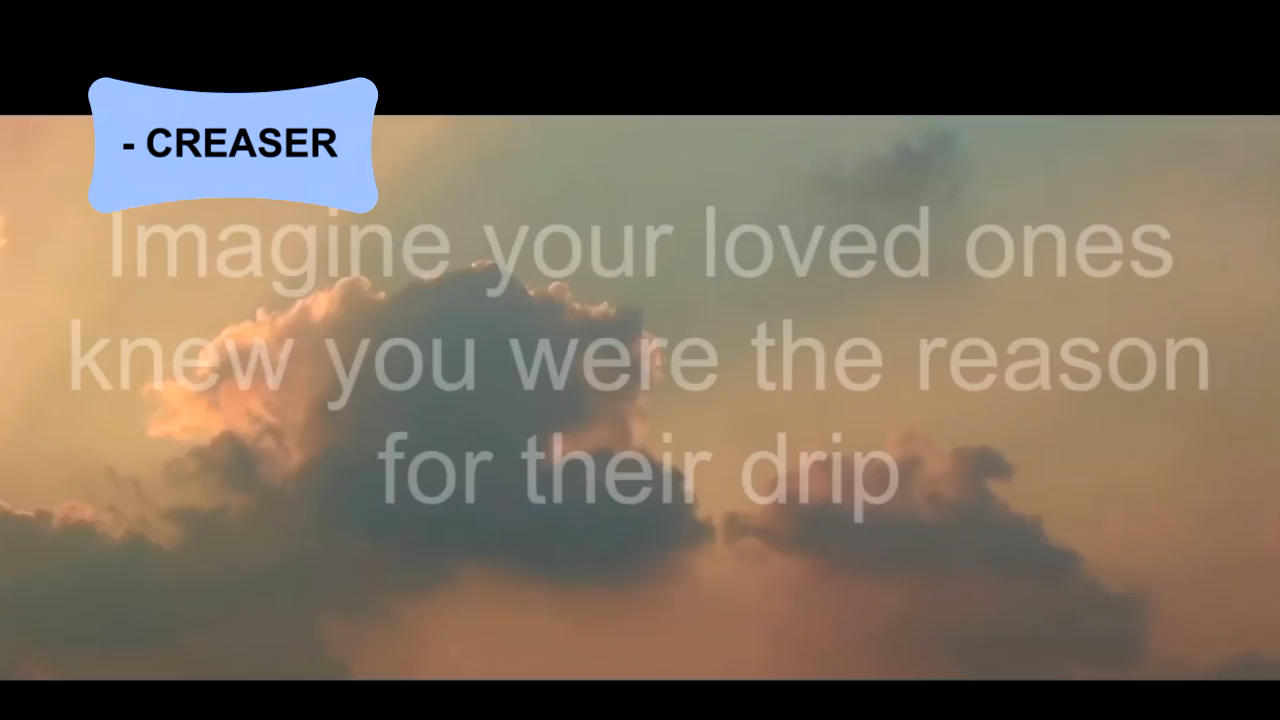 - CREASER
Imagine your loved ones
knew you were the reason
for their drip